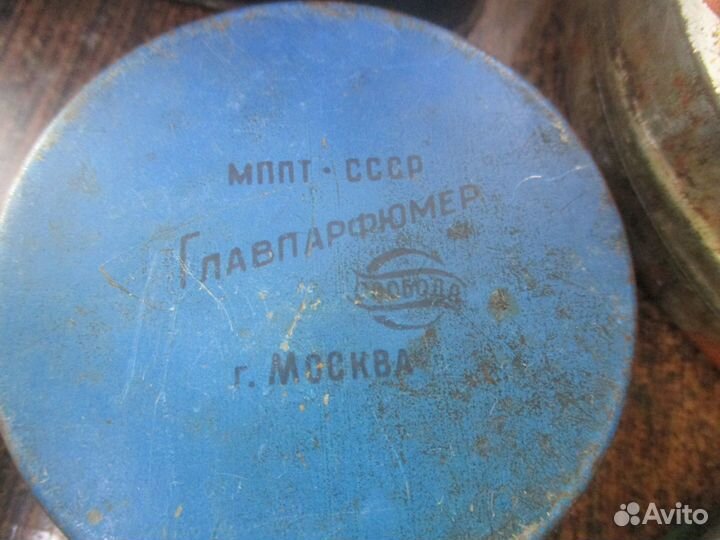 МППТ · СССР
ГЛАВПАРФЮМЕР
СВОБОДА
г. МОСКВА
Avito